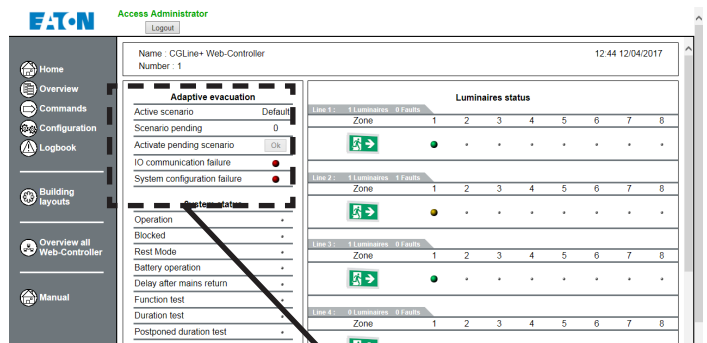 EATON
Access Administrator
Logout
Name : CGLine+ Web-Controller
Number : 1
12:44 12/04/2017
Home
Overview
Commands
Configuration
Logbook
Building
layouts
Overview all
Web-Controller
Manual
Adaptive evacuation
Active scenario Default
Scenario pending 0
Activate pending scenario Ok
IO communication failure
System configuration failure
System status
Operation
Blocked
Rest Mode
Battery operation
Delay after mains return
Function test
Duration test
Postponed duration test
Luminaires status
Line 1 : 1 Luminaires 0 Faults
Zone 1 2 3 4 5 6 7 8
Line 2 : 1 Luminaires 1 Faults
Zone 1 2 3 4 5 6 7 8
Line 3 : 1 Luminaires 0 Faults
Zone 1 2 3 4 5 6 7 8
Line 4 : 0 Luminaires 0 Faults
Zone 1 2 3 4 5 6 7 8